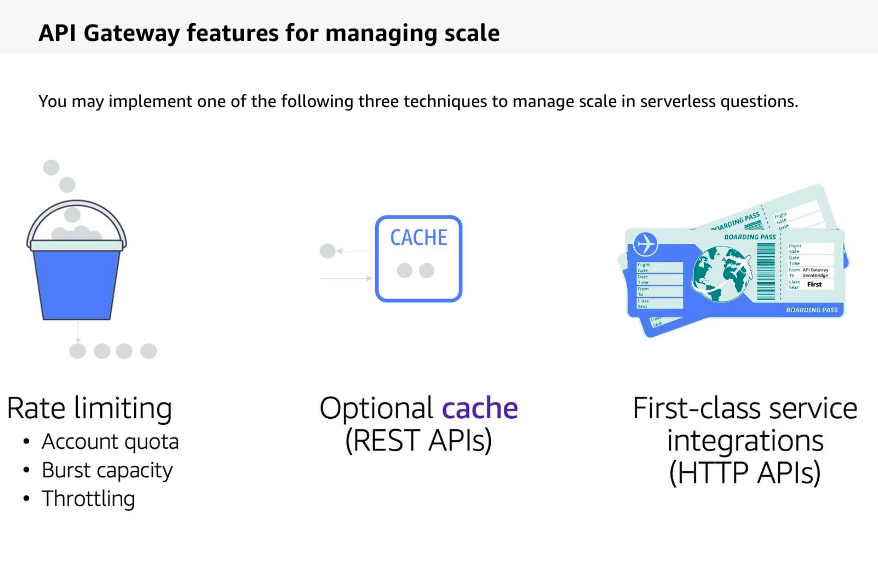 API Gateway features for managing scale
You may implement one of the following three techniques to manage scale in serverless questions.
CACHE
BOARDING PASS
Flight
Gate
BOARDING PASS
Flight
Gate
Date
Time
From
To
Class
Seat
Flight
Gate
Date
Time
From API Gateway
To Eventbridge
Class
Seat First
BOARDING PASS
Rate limiting
• Account quota
• Burst capacity
• Throttling
Optional cache
(REST APIs)
First-class service
integrations
(HTTP APIs)